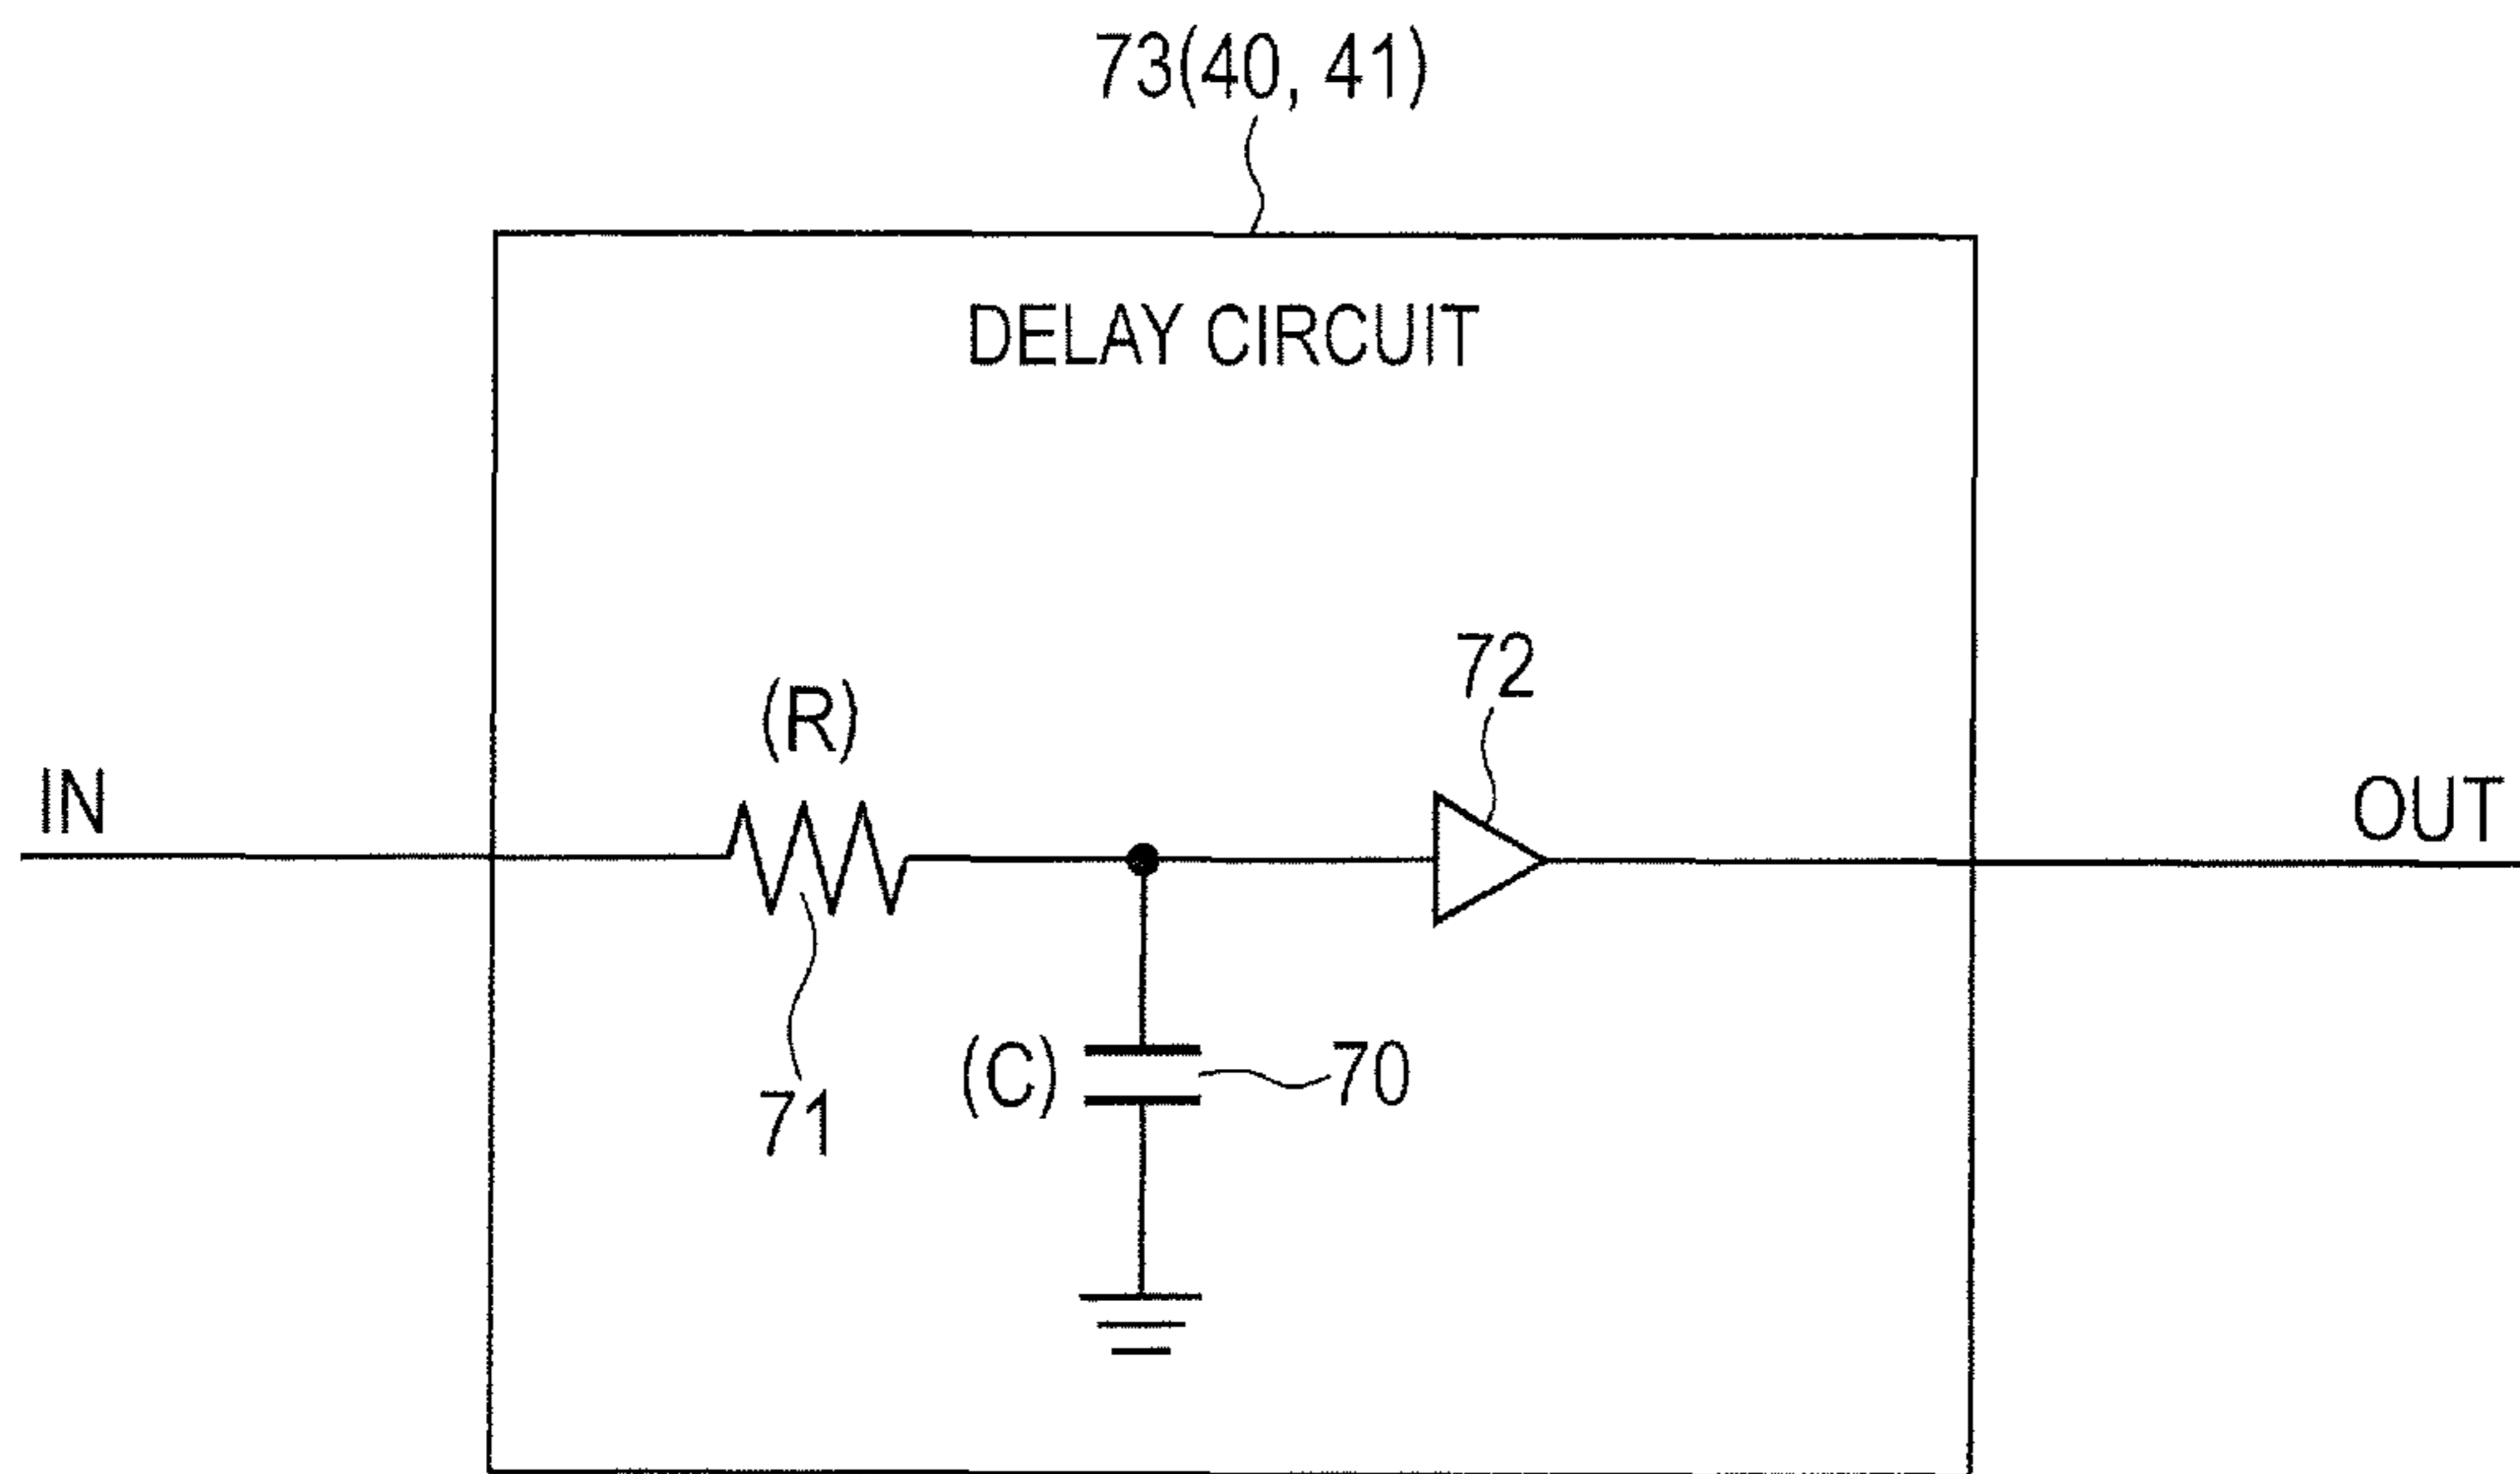 73(40, 41)
DELAY CIRCUIT
72
(R)
IN
OUT
(C)
70
71